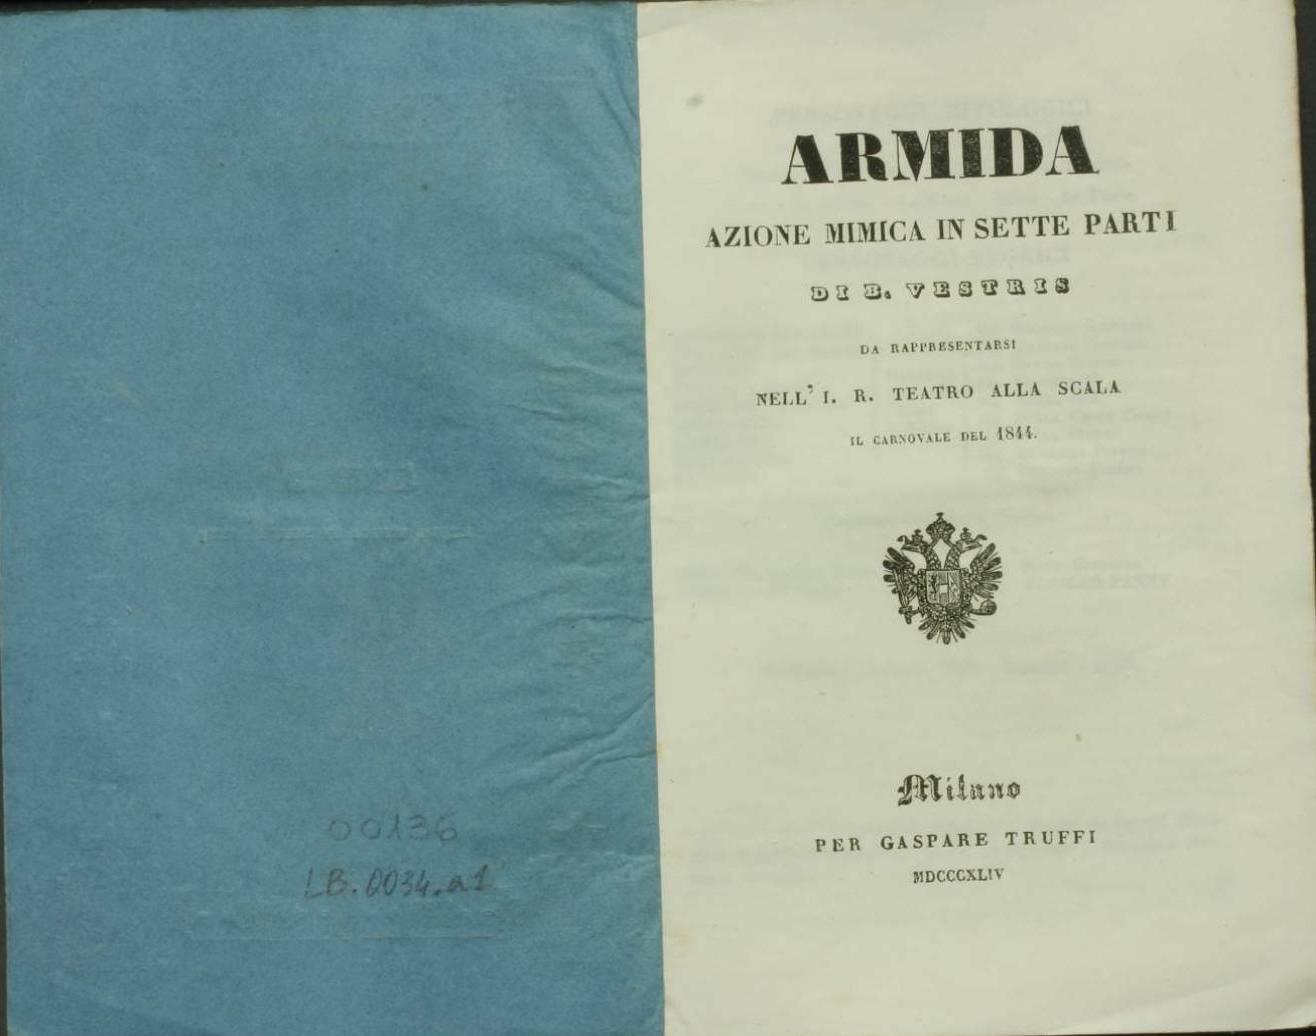 00136
LB.0034.a1
ARMIDA
AZIONE MIMICA IN SETTE PARTI
DI B. VESTRIS
DA RAPPRESENTARSI
NELL' I. R. TEATRO ALLA SCALA
IL CARNOVALE DEL 1844.
Milano
PER GASPARE TRUFFI
MDCCCXLIV